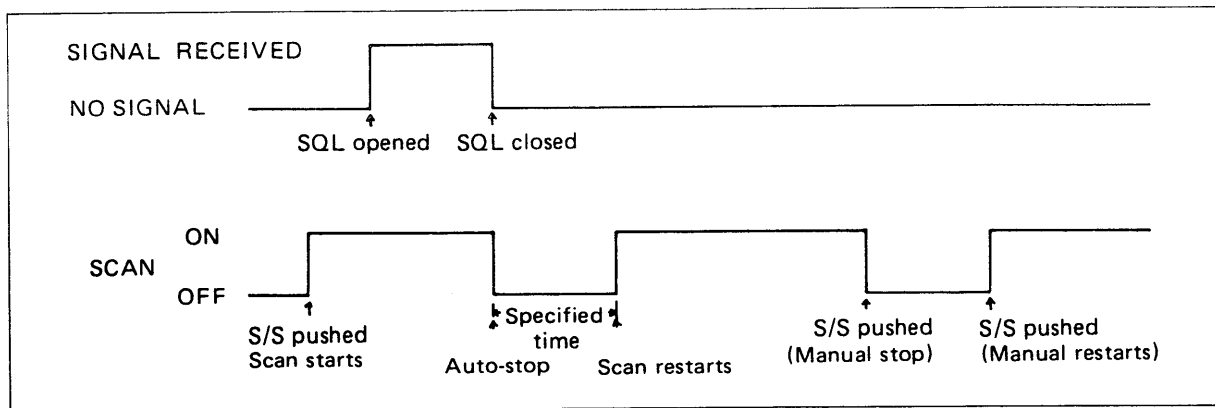 SIGNAL RECEIVED
NO SIGNAL
SQL opened SQL closed
ON
SCAN
OFF
S/S pushed
Scan starts
Auto-stop
Specified
time
Scan restarts
S/S pushed
(Manual stop)
S/S pushed
(Manual restarts)